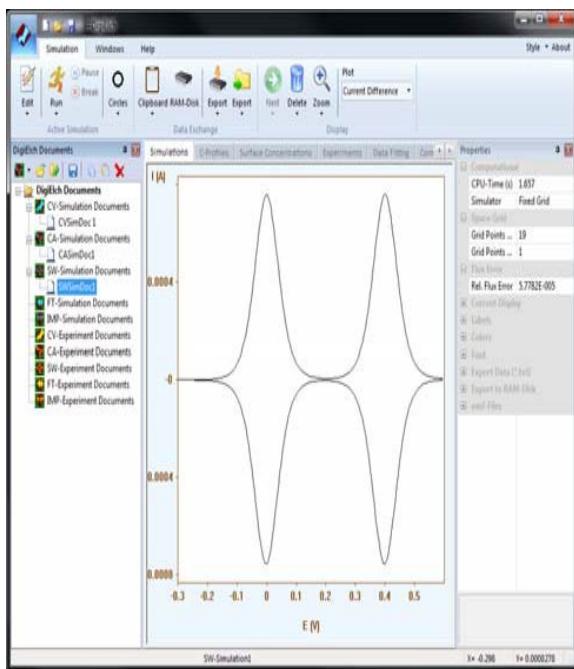 Simulation Windows Help Style About
Pause
Break
Edit Run Circles Clipboard RAM-Disk Export Export Next Delete Zoom
Plot
Current Difference
Active Simulation Data Exchange Display
DigiElch Documents
DigiElch Documents
CV-Simulation Documents
CVSimDoc1
CA-Simulation Documents
CASimDoc1
SW-Simulation Documents
SWSimDoc1
FT-Simulation Documents
IMP-Simulation Documents
CV-Experiment Documents
CA-Experiment Documents
SW-Experiment Documents
FT-Experiment Documents
IMP-Experiment Documents
Simulations C-Profiles Surface Concentrations Experiments Data Fitting Con
I (A)
0.0004
-0
0.0004
0.0008
-0.3 -0.2 -0.1 0 0.1 0.2 0.3 0.4 0.5
E (V)
Properties
Computational
CPU-Time (s) 1.657
Simulator Fixed Grid
Space Grid
Grid Points ... 19
Grid Points ... 1
Flux Error
Rel. Flux Error 5.7782E-005
Current Display
Labels
Colors
Font
Export Data (*.txt)
Export to RAM-Disk
emf-Files
SW-Simulation1 X= -0.298 Y= 0.0000278